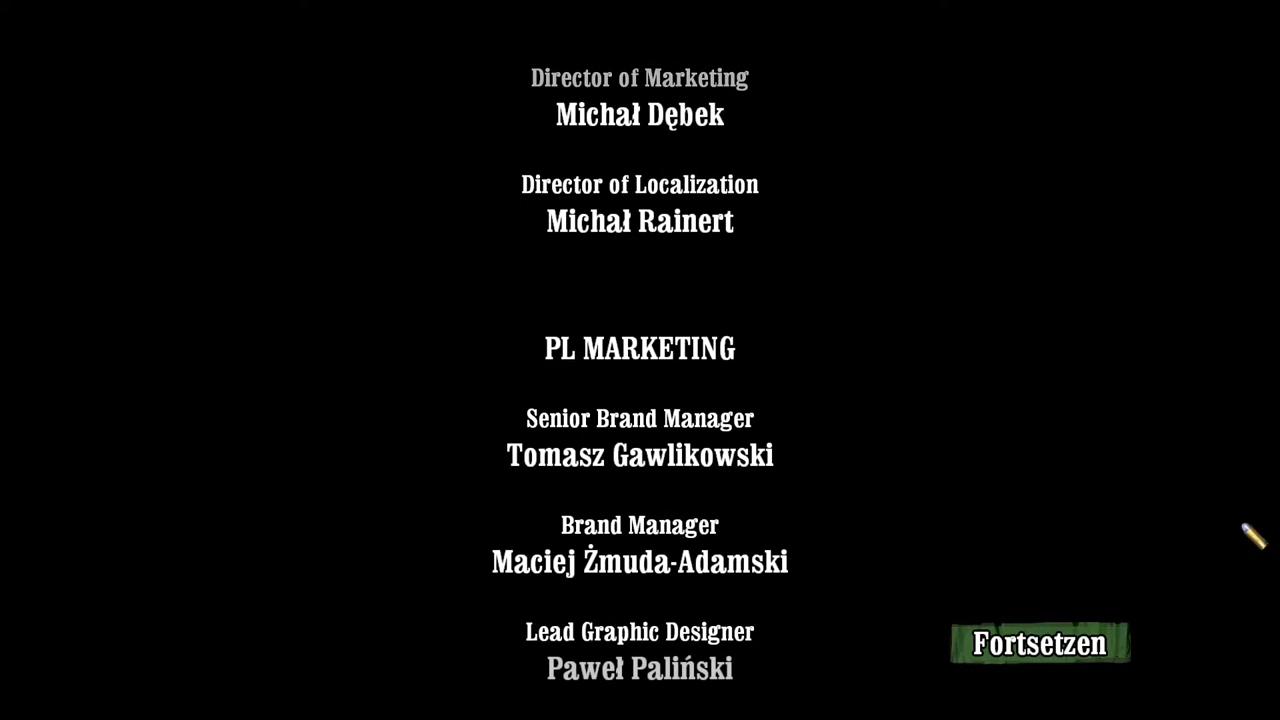 Director of Marketing
Michał Dębek
Director of Localization
Michał Rainert
PL MARKETING
Senior Brand Manager
Tomasz Gawlikowski
Brand Manager
Maciej Żmuda-Adamski
Lead Graphic Designer
Paweł Paliński
Fortsetzen